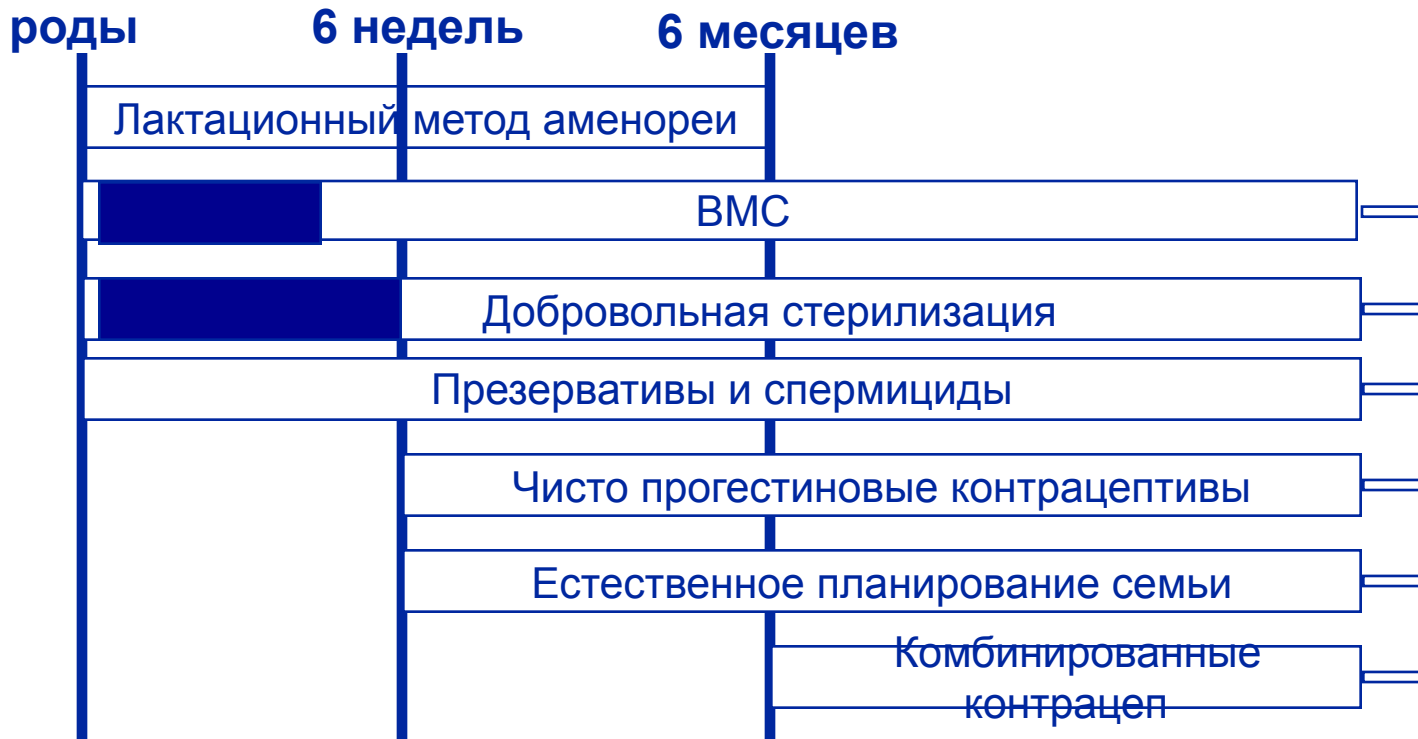 роды 6 недель 6 месяцев
Лактационный метод аменореи
ВМС
Добровольная стерилизация
Презервативы и спермициды
Чисто прогестиновые контрацептивы
Естественное планирование семьи
Комбинированные
контрацеп